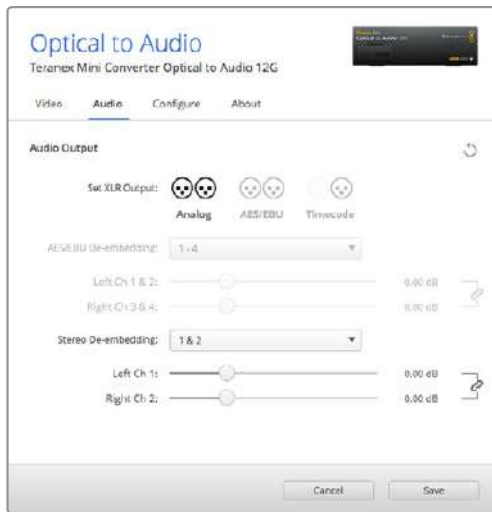 Optical to Audio
Teranex Mini Converter Optical to Audio 12G
Video Audio Configure About
Audio Output
Set XLR Output:
Analog AES/EBU Timecode
AES/EBU De-embedding: 1 - 4
Left Ch 1 & 2: 0.00 dB
Right Ch 3 & 4: 0.00 dB
Stereo De-embedding: 1 & 2
Left Ch 1: 0.00 dB
Right Ch 2: 0.00 dB
Cancel Save